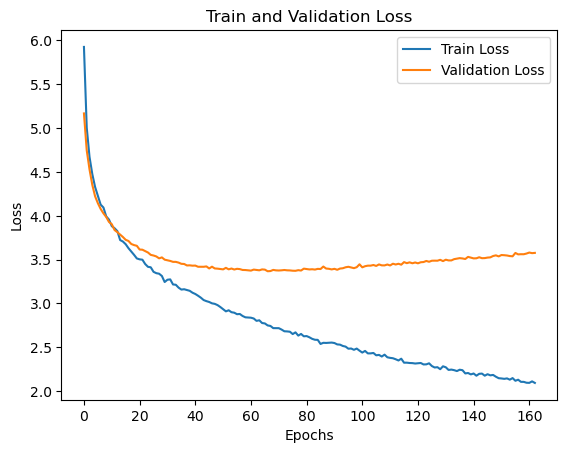 Train and Validation Loss
Train Loss
Validation Loss
6.0
5.5
5.0
4.5
4.0
3.5
3.0
2.5
2.0
Loss
0 20 40 60 80 100 120 140 160
Epochs